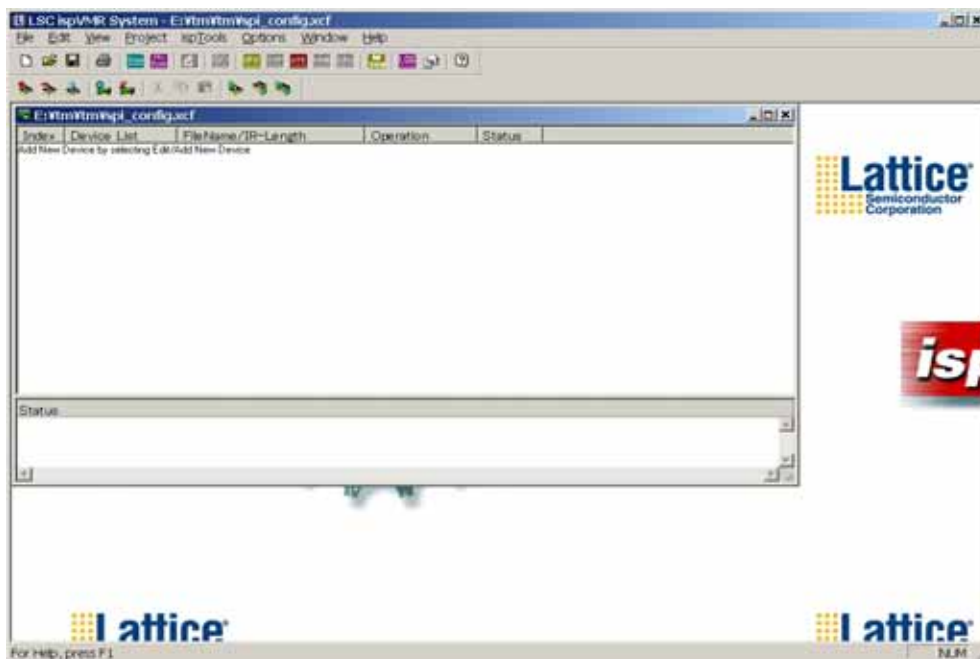 LSC ispVMR System - E:¥tm¥tm¥spi_config.xcf
File Edit View Project ispTools Options Window Help
E:¥tm¥tm¥spi_config.xcf
Index Device List FileName/IR-Length Operation Status
Add New Device by selecting Edit/Add New Device
Lattice®
Semiconductor
Corporation
isp
Status
Lattice®
Lattice®
For Help, press F1
NUM